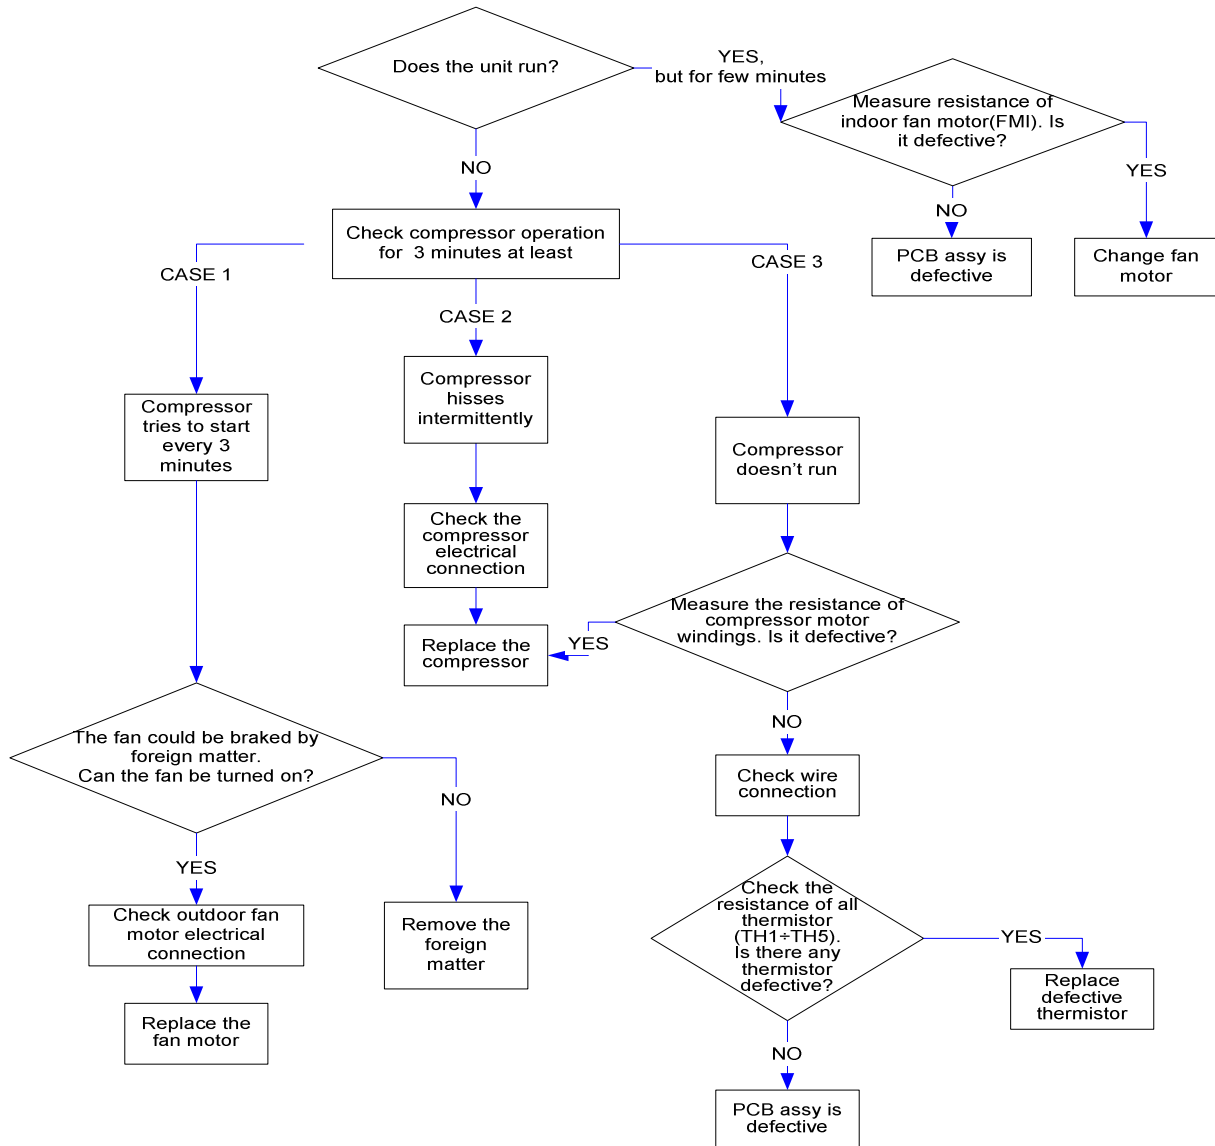 Does the unit run?
YES,
but for few minutes
Measure resistance of
indoor fan motor(FMI). Is
it defective?
YES
NO
PCB assy is
defective
Change fan
motor
NO
Check compressor operation
for  3 minutes at least
CASE 1
CASE 2
CASE 3
Compressor
tries to start
every 3
minutes
Compressor
hisses
intermittently
Compressor
doesn’t run
Check the
compressor
electrical
connection
Measure the resistance of
compressor motor
windings. Is it defective?
YES
Replace the
compressor
NO
The fan could be braked by
foreign matter.
Can the fan be turned on?
Check wire
connection
NO
YES
Check outdoor fan
motor electrical
connection
Remove the
foreign
matter
Check the
resistance of all
thermistor
(TH1÷TH5).
Is there any
thermistor
defective?
YES
Replace
defective
thermistor
Replace the
fan motor
NO
PCB assy is
defective